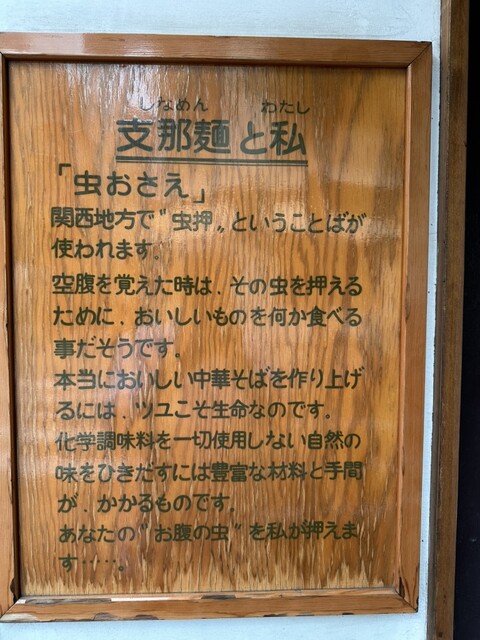 しなめん わたし
支那麺と私
「虫おさえ」
関西地方で〝虫押〟ということばが
使われます。
空腹を覚えた時は、その虫を押える
ために、おいしいものを何か食べる
事だそうです。
本当においしい中華そばを作り上げ
るには、ツユこそ生命なのです。
化学調味料を一切使用しない自然の
味をひきだすには豊富な材料と手間
が、かかるものです。
あなたの〝お腹の虫〟を私が押えま
す‥‥‥。